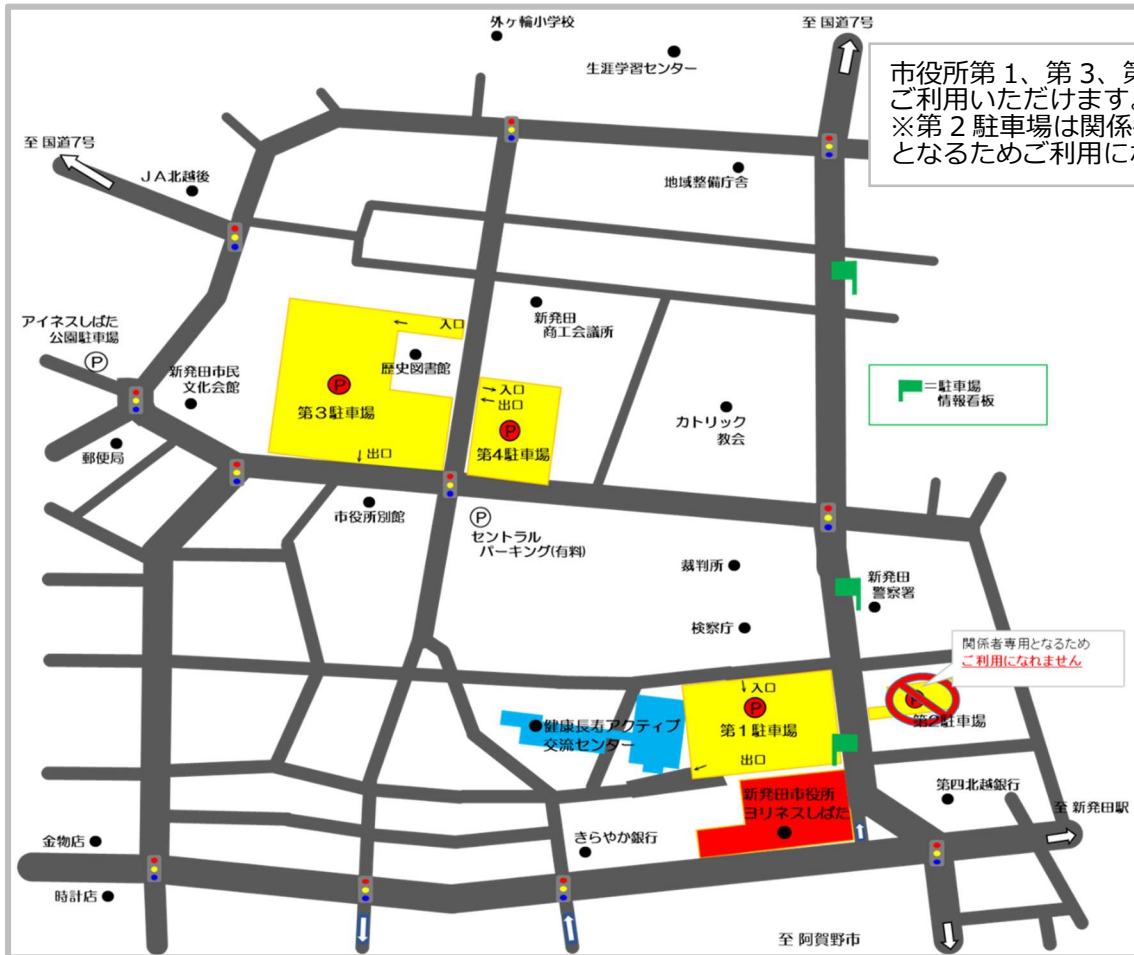 外ヶ輪小学校
至 国道7号
生涯学習センター
市役所第1、第3、第
ご利用いただけます。
※第2駐車場は関係
となるためご利用にな
至 国道7号
JA北越後
地域整備庁舎
アイネスしばた
公園駐車場
P
新発田市民
文化会館
入口
歴史図書館
P
第3駐車場
出口
新発田
商工会議所
入口
出口
P
第4駐車場
カトリック
教会
=駐車場
情報看板
郵便局
市役所別館
P
セントラル
パーキング(有料)
裁判所
新発田
警察署
検察庁
関係者専用となるため
ご利用になれません
入口
P
第1駐車場
出口
P
第2駐車場
健康長寿アクティブ
交流センター
新発田市役所
ヨリネスしばた
第四北越銀行
至 新発田駅
金物店
きらやか銀行
時計店
至 阿賀野市